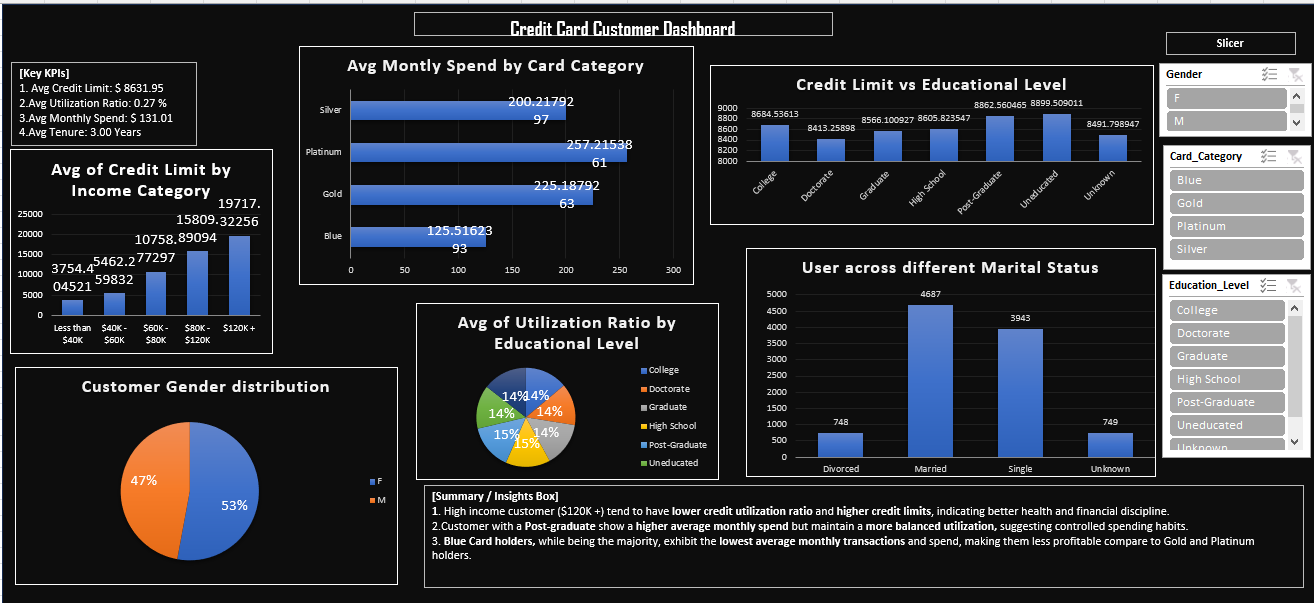 Credit Card Customer Dashboard
[Key KPIs]
1. Avg Credit Limit: $ 8631.95
2.Avg Utilization Ratio: 0.27 %
3.Avg Monthly Spend: $ 131.01
4.Avg Tenure: 3.00 Years
Avg of Credit Limit by
Income Category
25000
20000
15000
10000
5000
0
3754.4
04521
5462.2
59832
10758.
77297
15809.
89094
19717.
32256
Less than
$40K
$40K -
$60K
$60K -
$80K
$80K -
$120K
$120K +
Avg Montly Spend by Card Category
Silver
200.21792
97
Platinum
257.21538
61
Gold
225.18792
63
Blue
125.51623
93
0 50 100 150 200 250 300
Credit Limit vs Educational Level
9000
8800
8600
8400
8200
8000
8684.53613
8413.25898
8566.100927
8605.823547
8862.560465
8899.509011
8491.798947
College
Doctorate
Graduate
High School
Post-Graduate
Uneducated
Unknown
Slicer
Gender
F
M
Card_Category
Blue
Gold
Platinum
Silver
Education_Level
College
Doctorate
Graduate
High School
Post-Graduate
Uneducated
Unknown
Customer Gender distribution
47%
53%
F
M
Avg of Utilization Ratio by
Educational Level
14%
14%
14%
14%
14%
15%
15%
College
Doctorate
Graduate
High School
Post-Graduate
Uneducated
User across different Marital Status
5000
4500
4000
3500
3000
2500
2000
1500
1000
500
0
748
4687
3943
749
Divorced
Married
Single
Unknown
[Summary / Insights Box]
1. High income customer ($120K +) tend to have lower credit utilization ratio and higher credit limits, indicating better health and financial discipline.
2.Customer with a Post-graduate show a higher average monthly spend but maintain a more balanced utilization, suggesting controlled spending habits.
3. Blue Card holders, while being the majority, exhibit the lowest average monthly transactions and spend, making them less profitable compare to Gold and Platinum
holders.